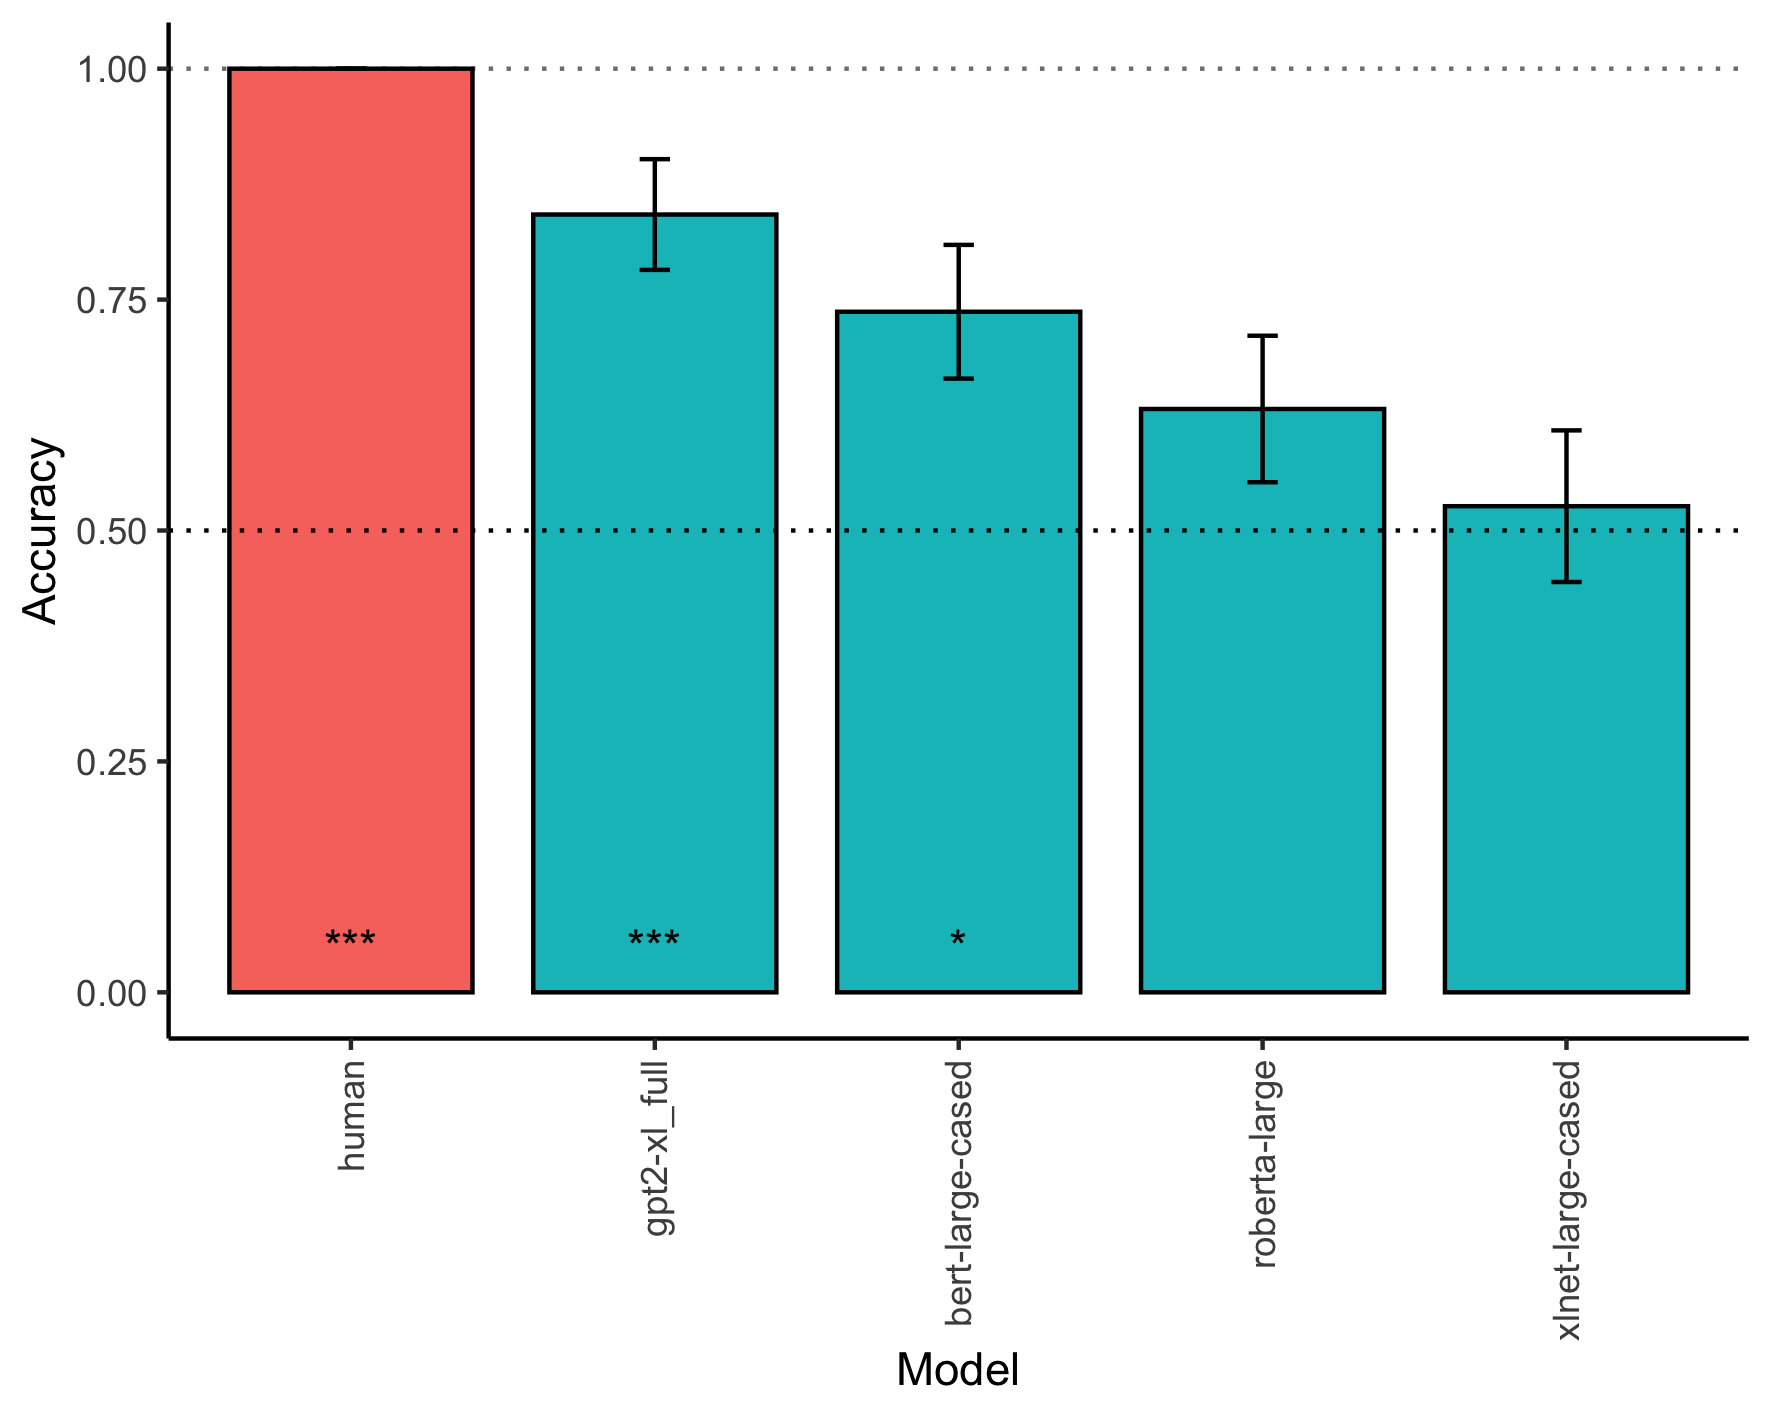 Accuracy
1.00
0.75
0.50
0.25
0.00
***
***
*
human
gpt2-xl_full
bert-large-cased
roberta-large
xlnet-large-cased
Model